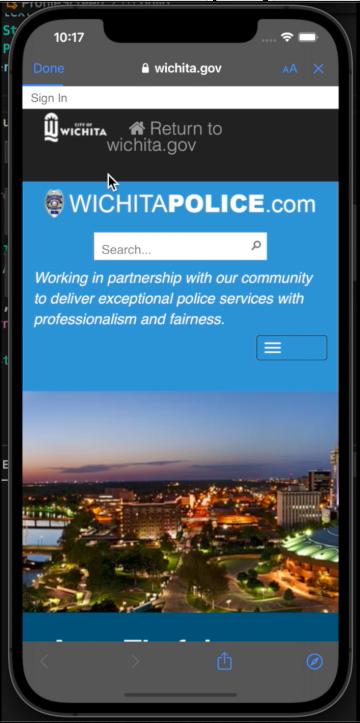 10:17
Done wichita.gov AA
Sign In
CITY OF
WICHITA Return to
wichita.gov
WICHITAPOLICE.com
Search...
Working in partnership with our community
to deliver exceptional police services with
professionalism and fairness.